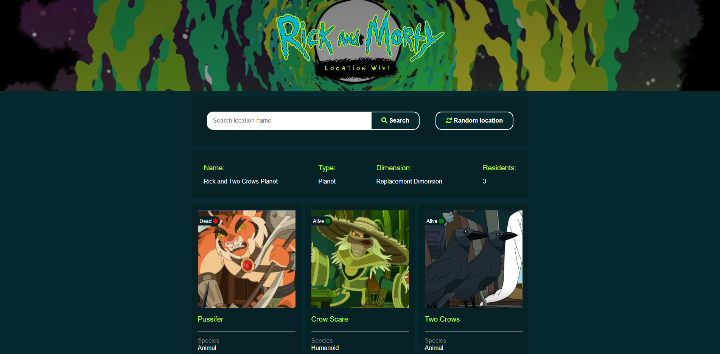 Rick and Morty
Location Wiki
Search location name
Search
Random location
Name: Type: Dimension: Residents:
Rick and Two Crows Planet Planet Replacement Dimension 3
Dead Alive Alive
Pussifer Crow Scare Two Crows
Species Species Species
Animal Humanoid Animal